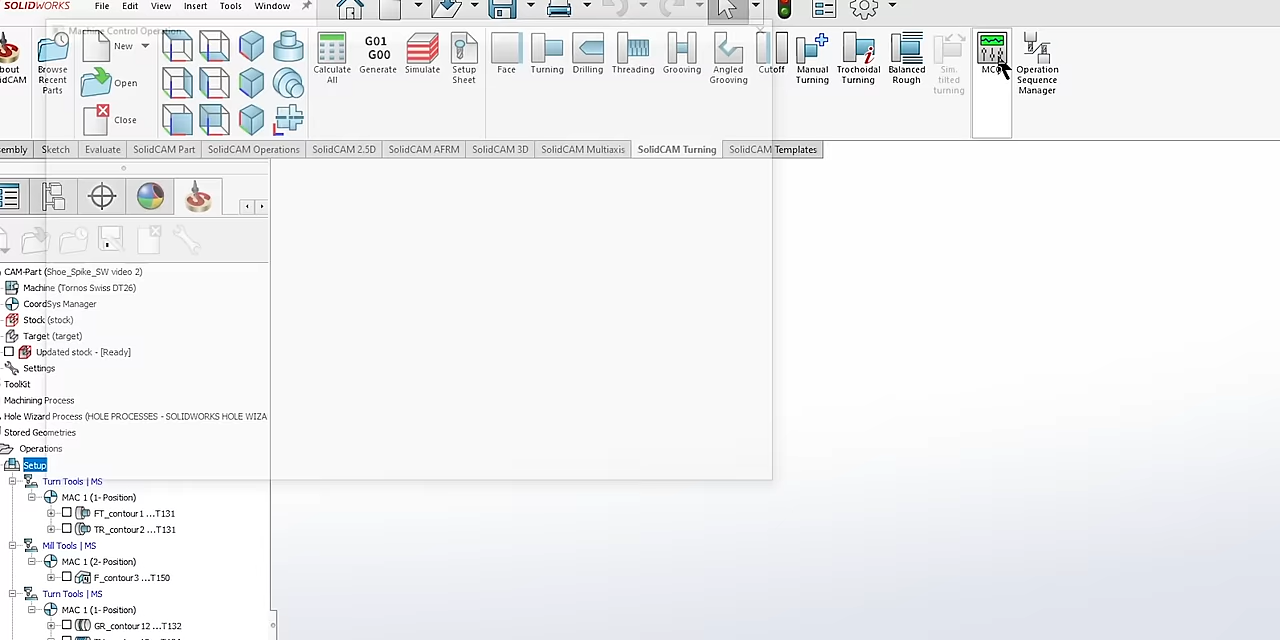 SOLIDWORKS File Edit View Insert Tools Window
Machine Control Operation
New
Open
Close
Browse Recent Parts
Calculate All
G01 G00
Generate
Simulate
Setup Sheet
Face
Turning
Drilling
Threading
Grooving
Angled Grooving
Cutoff
Manual Turning
Trochoidal Turning
Balanced Rough
Sim. tilted turning
Operation Sequence Manager
Sketch Evaluate SolidCAM Part SolidCAM Operations SolidCAM 2.5D SolidCAM AFRM SolidCAM 3D SolidCAM Multiaxis SolidCAM Turning SolidCAM Templates
CAM-Part (Shoe_Spike_SW video 2)
Machine (Tornos Swiss DT26)
CoordSys Manager
Stock (stock)
Target (target)
Updated stock - [Ready]
Settings
ToolKit
Machining Process
Hole Wizard Process (HOLE PROCESSES - SOLIDWORKS HOLE WIZA
Stored Geometries
Operations
Setup
Turn Tools | MS
MAC 1 (1-Position)
FT_contour1 ...T131
TR_contour2 ...T131
Mill Tools | MS
MAC 1 (2-Position)
F_contour3 ...T150
Turn Tools | MS
MAC 1 (1-Position)
GR_contour12 ...T132